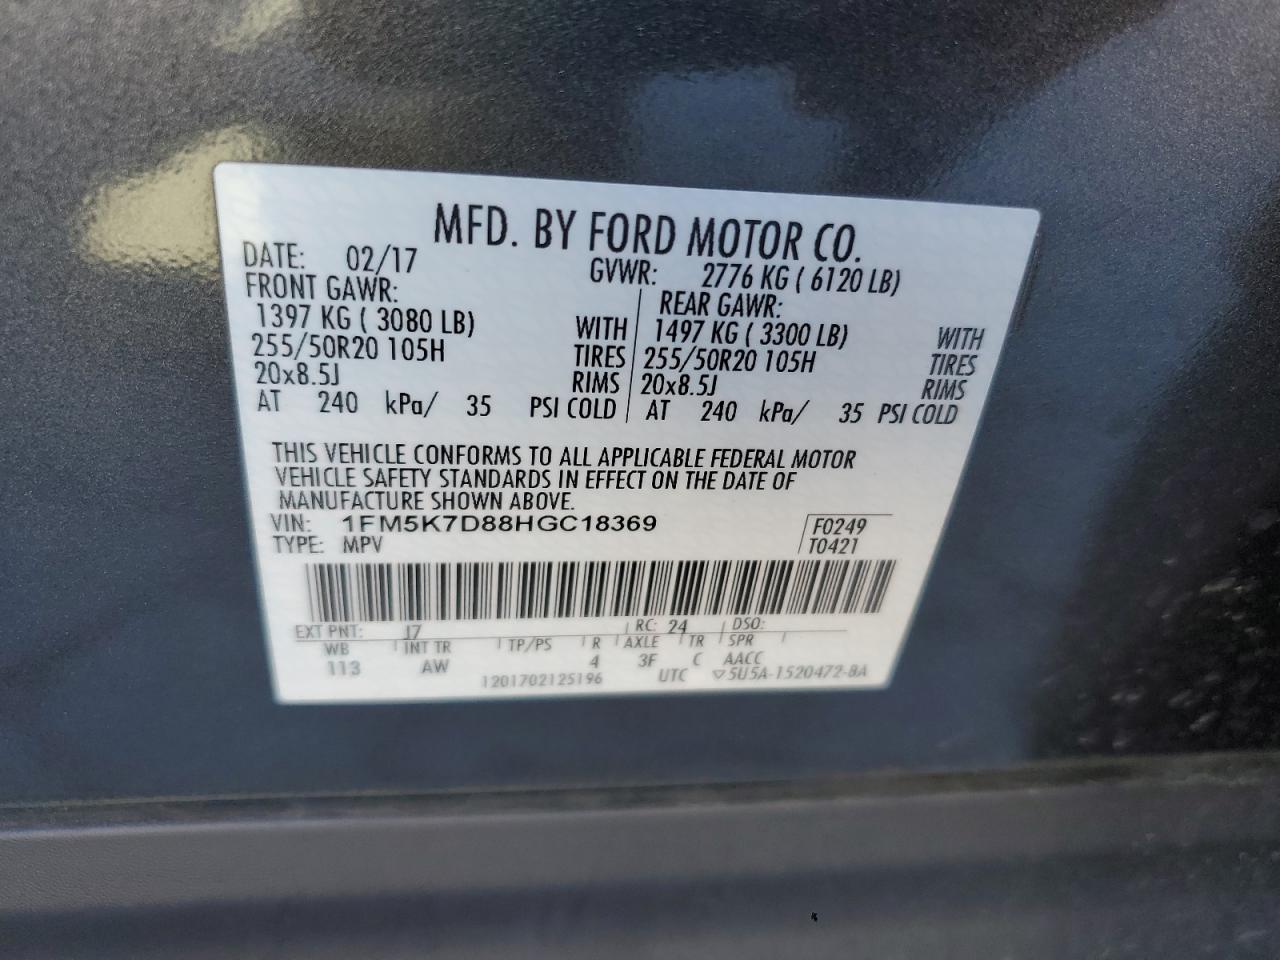 MFD. BY FORD MOTOR CO.
DATE: 02/17 GVWR: 2776 KG ( 6120 LB)
FRONT GAWR: REAR GAWR:
1397 KG ( 3080 LB) WITH 1497 KG ( 3300 LB) WITH
255/50R20 105H TIRES 255/50R20 105H TIRES
20x8.5J RIMS 20x8.5J RIMS
AT 240 kPa/ 35 PSI COLD AT 240 kPa/ 35 PSI COLD
THIS VEHICLE CONFORMS TO ALL APPLICABLE FEDERAL MOTOR
VEHICLE SAFETY STANDARDS IN EFFECT ON THE DATE OF
MANUFACTURE SHOWN ABOVE.
VIN: 1FM5K7D88HGC18369 F0249
TYPE: MPV T0421
EXT PNT: J7 RC: 24 DSO:
WB INT TR TP/PS R AXLE TR SPR
113 AW 4 3F C AACC
1201702125196 UTC ▽5U5A-1520472-BA